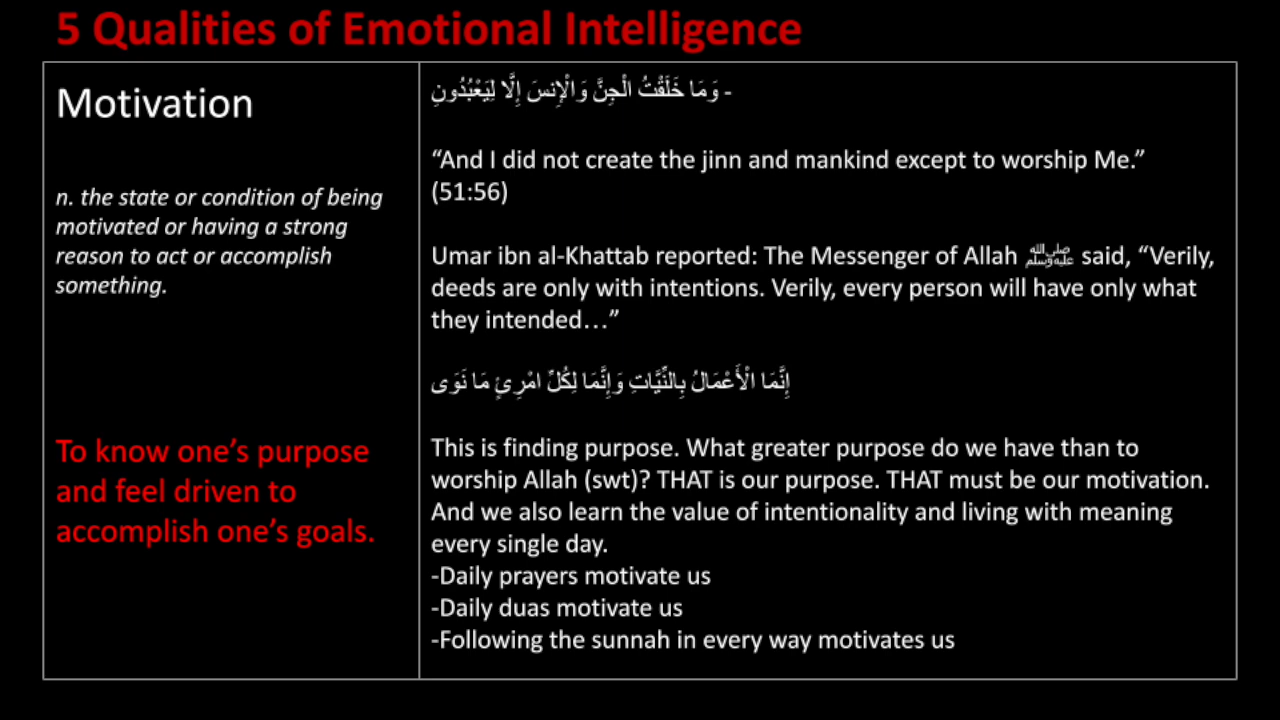 5 Qualities of Emotional Intelligence
Motivation
n. the state or condition of being
motivated or having a strong
reason to act or accomplish
something.
To know one’s purpose
and feel driven to
accomplish one’s goals.
وَمَا خَلَقْتُ الْجِنَّ وَالْإِنسَ إِلَّا لِيَعْبُدُونِ -
“And I did not create the jinn and mankind except to worship Me.”
(51:56)
Umar ibn al-Khattab reported: The Messenger of Allah ﷺ said, “Verily,
deeds are only with intentions. Verily, every person will have only what
they intended…”
إِنَّمَا الْأَعْمَالُ بِالنِّيَّاتِ وَإِنَّمَا لِكُلِّ امْرِئٍ مَا نَوَى
This is finding purpose. What greater purpose do we have than to
worship Allah (swt)? THAT is our purpose. THAT must be our motivation.
And we also learn the value of intentionality and living with meaning
every single day.
-Daily prayers motivate us
-Daily duas motivate us
-Following the sunnah in every way motivates us